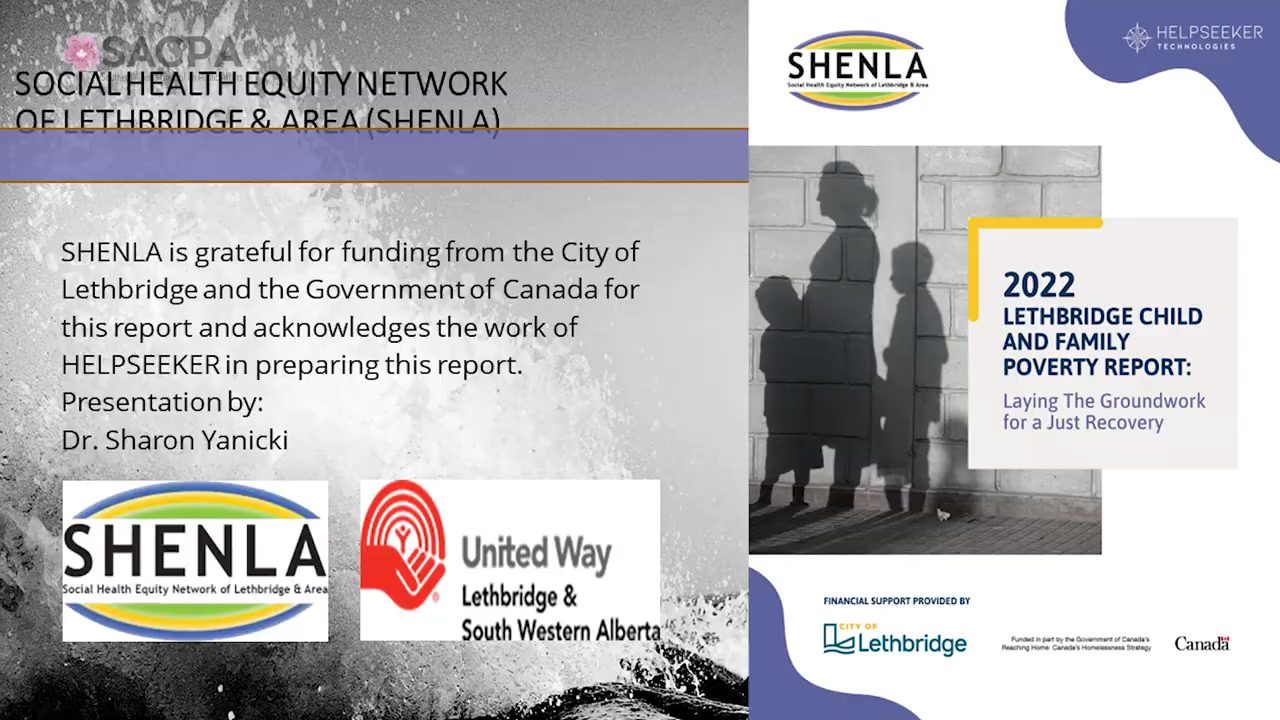 SACPA
SOCIAL HEALTH EQUITY NETWORK
OF LETHBRIDGE & AREA (SHENLA)
SHENLA is grateful for funding from the City of
Lethbridge and the Government of Canada for
this report and acknowledges the work of
HELPSEEKER in preparing this report.
Presentation by:
Dr. Sharon Yanicki
SHENLA
Social Health Equity Network of Lethbridge & Area
United Way
Lethbridge &
South Western Alberta
SHENLA
Social Health Equity Network of Lethbridge & Area
HELPSEEKER
TECHNOLOGIES
2022
LETHBRIDGE CHILD
AND FAMILY
POVERTY REPORT:
Laying The Groundwork
for a Just Recovery
FINANCIAL SUPPORT PROVIDED BY
CITY OF
Lethbridge
Funded in part by the Government of Canada's
Reaching Home: Canada's Homelessness Strategy
Canada